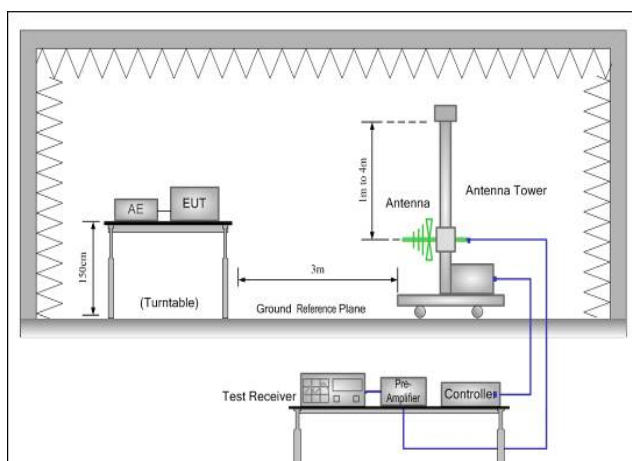 1m to 4m
Antenna
Antenna Tower
AE
EUT
150cm
3m
(Turntable)
Ground Reference Plane
Test Receiver
Pre-
Amplifier
Controller